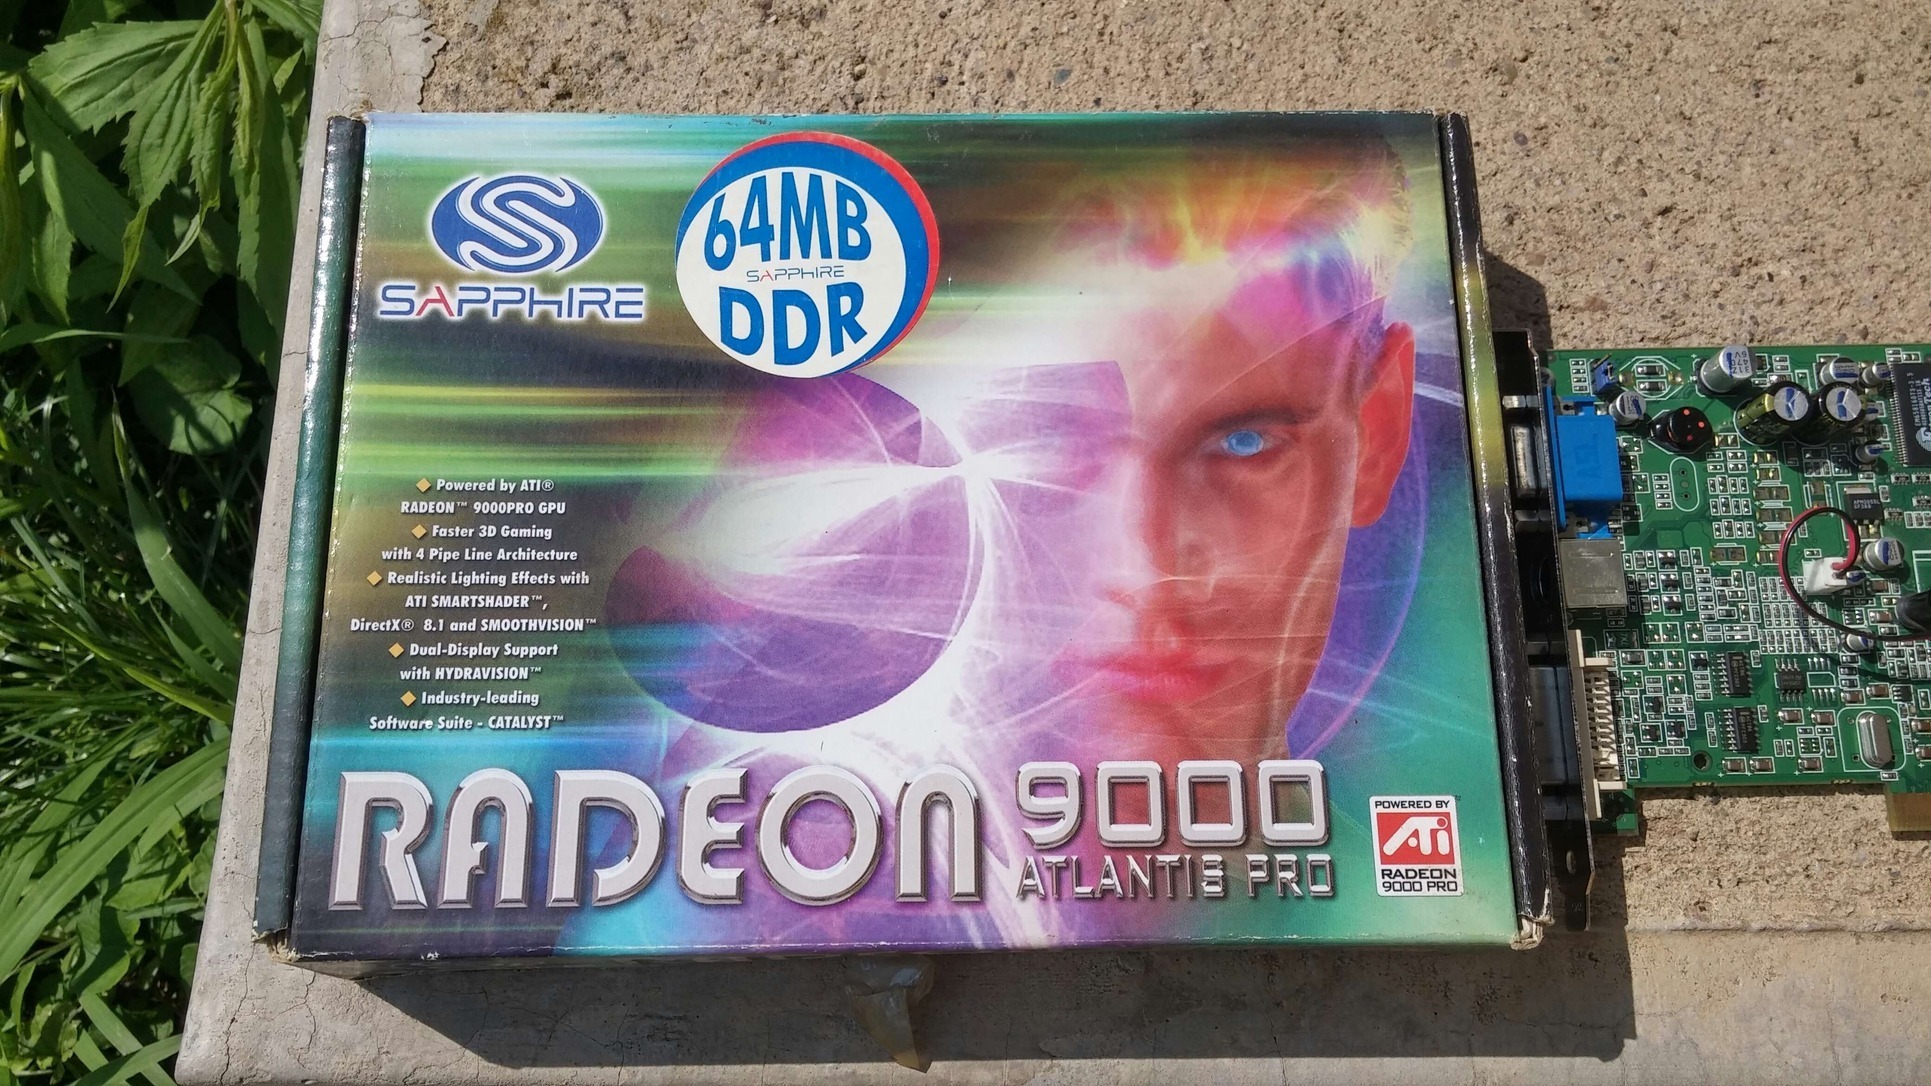 SAPPHIRE
64MB
SAPPHIRE
DDR
Powered by ATI®
RADEON™ 9000PRO GPU
Faster 3D Gaming
with 4 Pipe Line Architecture
Realistic Lighting Effects with
ATI SMARTSHADER™,
DirectX® 8.1 and SMOOTHVISION™
Dual-Display Support
with HYDRAVISION™
Industry-leading
Software Suite - CATALYST™
RADEON 9000
ATLANTIS PRO
POWERED BY
ATI
RADEON
9000 PRO